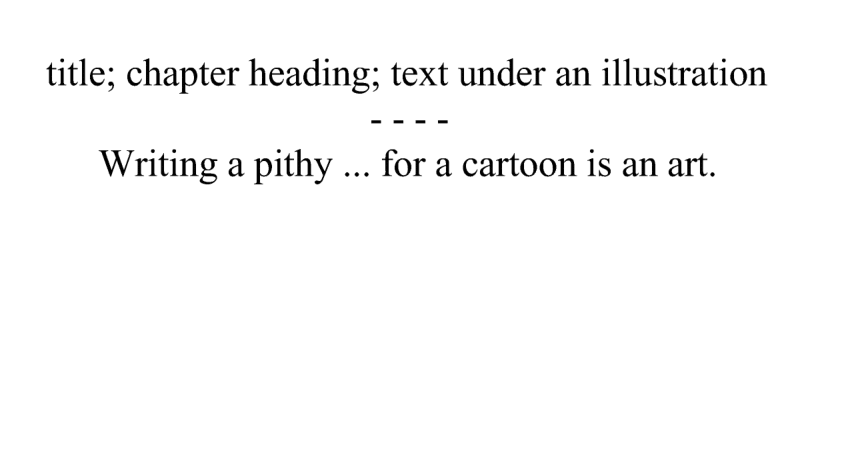 title; chapter heading; text under an illustration
- - - -
Writing a pithy ... for a cartoon is an art.